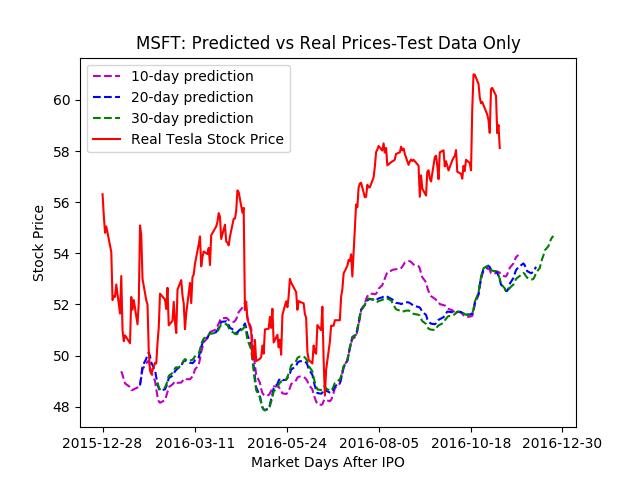 MSFT: Predicted vs Real Prices-Test Data Only
10-day prediction
20-day prediction
30-day prediction
Real Tesla Stock Price
60
58
56
54
52
50
48
Stock Price
2015-12-28 2016-03-11 2016-05-24 2016-08-05 2016-10-18 2016-12-30
Market Days After IPO